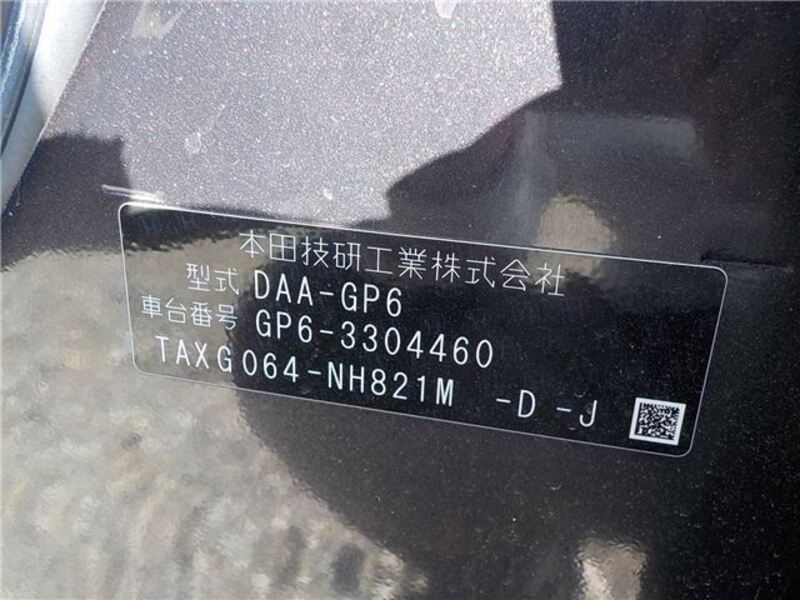 本田技研工業株式会社
型式 DAA-GP6
車台番号 GP6-3304460
TAXG064-NH821M -D -J